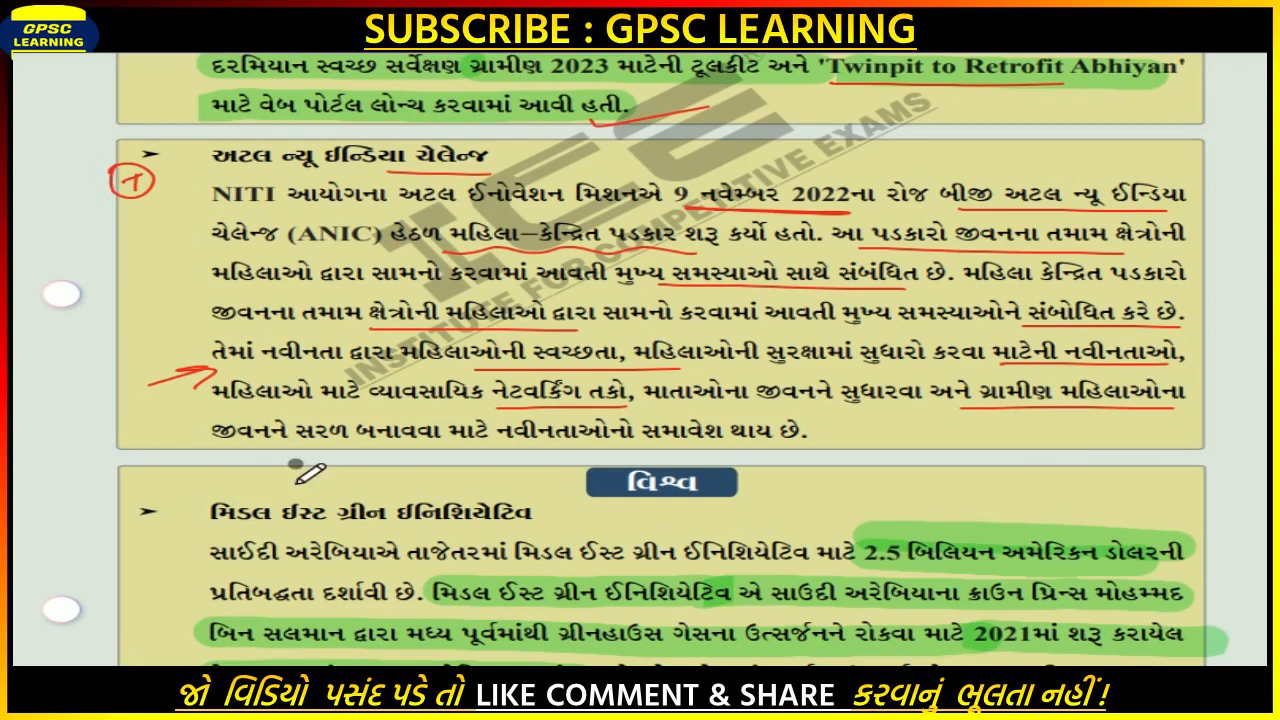 SUBSCRIBE : GPSC LEARNING
GPSC
LEARNING
દરમિયાન સ્વચ્છ સર્વેક્ષણ ગ્રામીણ 2023 માટેની ટૂલકીટ અને 'Twinpit to Retrofit Abhiyan'
માટે વેબ પોર્ટલ લોન્ચ કરવામાં આવી હતી.
➤ અટલ ન્યૂ ઈન્ડિયા ચેલેન્જ
NITI આયોગના અટલ ઈનોવેશન મિશનએ 9 નવેમ્બર 2022ના રોજ બીજી અટલ ન્યૂ ઈન્ડિયા
ચેલેન્જ (ANIC) હેઠળ મહિલા–કેન્દ્રિત પડકાર શરૂ કર્યો હતો. આ પડકારો જીવનના તમામ ક્ષેત્રોની
મહિલાઓ દ્વારા સામનો કરવામાં આવતી મુખ્ય સમસ્યાઓ સાથે સંબંધિત છે. મહિલા કેન્દ્રિત પડકારો
જીવનના તમામ ક્ષેત્રોની મહિલાઓ દ્વારા સામનો કરવામાં આવતી મુખ્ય સમસ્યાઓને સંબોધિત કરે છે.
તેમાં નવીનતા દ્વારા મહિલાઓની સ્વચ્છતા, મહિલાઓની સુરક્ષામાં સુધારો કરવા માટેની નવીનતાઓ,
મહિલાઓ માટે વ્યાવસાયિક નેટવર્કિંગ તકો, માતાઓના જીવનને સુધારવા અને ગ્રામીણ મહિલાઓના
જીવનને સરળ બનાવવા માટે નવીનતાઓનો સમાવેશ થાય છે.
ICE
INSTITUTE FOR COMPETITIVE EXAMS
વિશ્વ
➤ મિડલ ઈસ્ટ ગ્રીન ઈનિશિયેટિવ
સાઈદી અરેબિયાએ તાજેતરમાં મિડલ ઈસ્ટ ગ્રીન ઈનિશિયેટિવ માટે 2.5 બિલિયન અમેરિકન ડોલરની
પ્રતિબદ્ધતા દર્શાવી છે. મિડલ ઈસ્ટ ગ્રીન ઈનિશિયેટિવ એ સાઉદી અરેબિયાના ક્રાઉન પ્રિન્સ મોહમ્મદ
બિન સલમાન દ્વારા મધ્ય પૂર્વમાંથી ગ્રીનહાઉસ ગેસના ઉત્સર્જનને રોકવા માટે 2021માં શરૂ કરાયેલ
જો વિડિયો પસંદ પડે તો LIKE COMMENT & SHARE કરવાનું ભૂલતા નહીં!